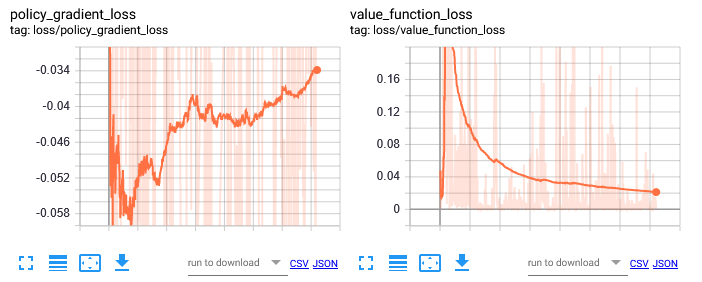 policy_gradient_loss
tag: loss/policy_gradient_loss
-0.034
-0.04
-0.046
-0.052
-0.058
run to download
CSV JSON
value_function_loss
tag: loss/value_function_loss
0.16
0.12
0.08
0.04
0
run to download
CSV JSON